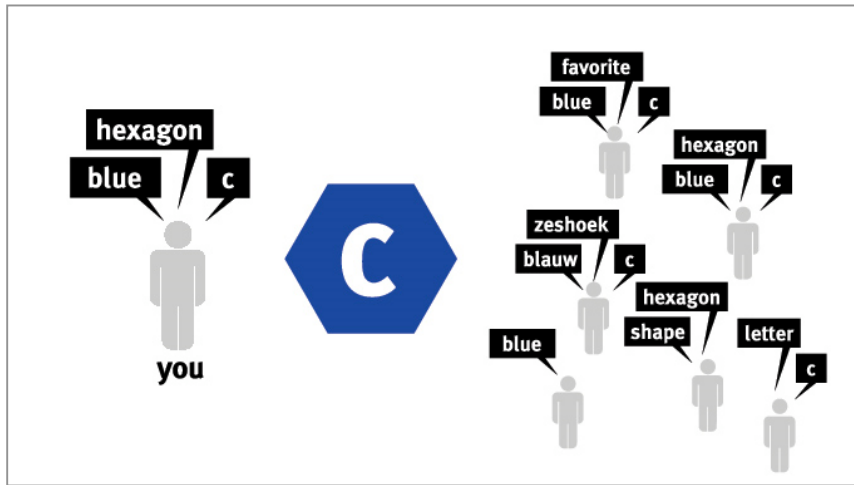 hexagon
blue c
you
C
favorite
blue c
hexagon
blue c
zeshoek
blauw c
hexagon
shape
letter
c
blue